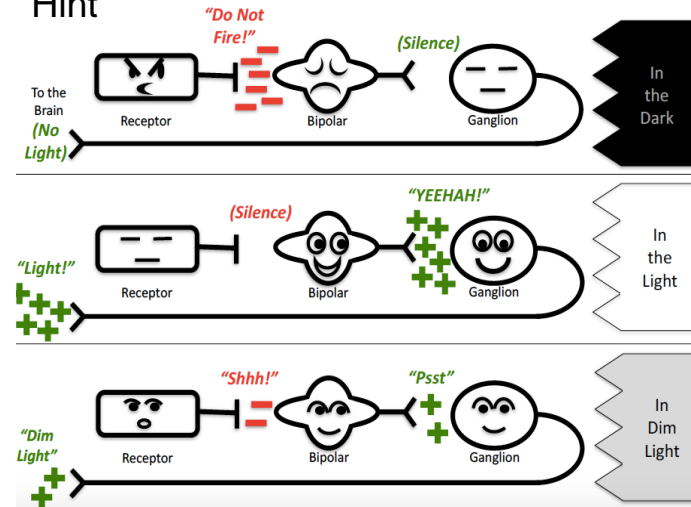 Hint
“Do Not
Fire!”
(Silence)
To the
Brain
(No
Light)
Receptor
Bipolar
Ganglion
In
the
Dark
“YEEHAH!”
(Silence)
“Light!”
Receptor
Bipolar
Ganglion
In
the
Light
“Shhh!”
“Psst”
“Dim
Light”
Receptor
Bipolar
Ganglion
In
Dim
Light